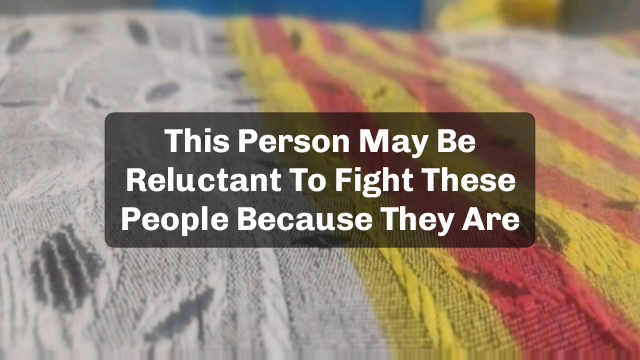 This Person May Be
Reluctant To Fight These
People Because They Are